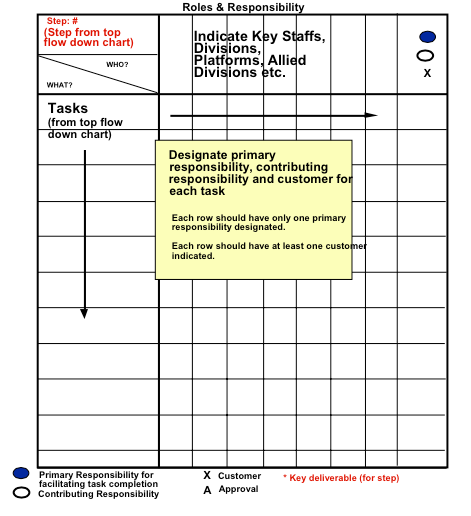 Roles & Responsibility
Step: #
(Step from top
flow down chart)
WHO?
WHAT?
Indicate Key Staffs,
Divisions,
Platforms, Allied
Divisions etc.
X
Tasks
(from top flow
down chart)
Designate primary
responsibility, contributing
responsibility and customer for
each task
Each row should have only one primary
responsibility designated.
Each row should have at least one customer
indicated.
Primary Responsibility for
facilitating task completion
Contributing Responsibility
X Customer
A Approval
* Key deliverable (for step)